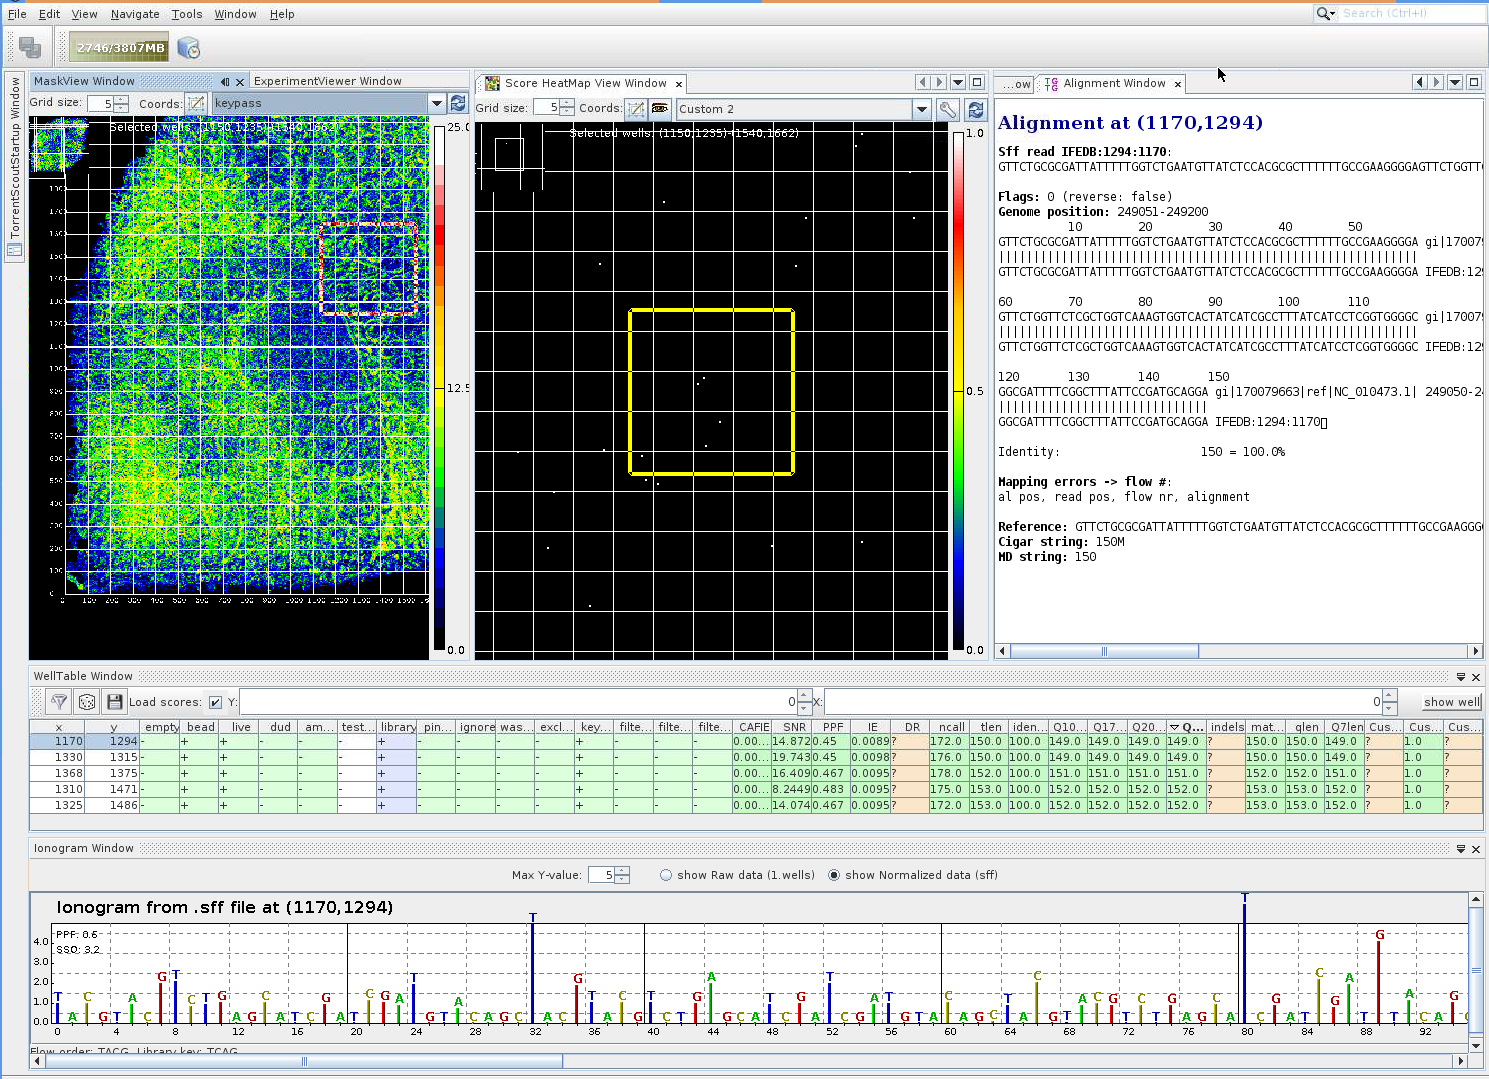 File Edit View Navigate Tools Window Help
Search (Ctrl+I)
2746/3807MB
TorrentScoutStartup Window
MaskView Window
ExperimentViewer Window
Grid size: 5 Coords: keypass
Selected wells: (1150,1235)-(1540,1662)
25.0
12.5
0.0
Score HeatMap View Window
Grid size: 5 Coords: Custom 2
Selected wells: (1150,1235)-(1540,1662)
1.0
0.5
0.0
...ow
Alignment Window
Alignment at (1170,1294)
Sff read IFEDB:1294:1170:
GTTCTGCGCGATTATTTTTGGTCTGAATGTTATCTCCACGCGCTTTTTTGCCGAAGGGGAGTTCTGGTT
Flags: 0 (reverse: false)
Genome position: 249051-249200
10 20 30 40 50
GTTCTGCGCGATTATTTTTGGTCTGAATGTTATCTCCACGCGCTTTTTTGCCGAAGGGGA gi|17007
||||||||||||||||||||||||||||||||||||||||||||||||||||||||||||
GTTCTGCGCGATTATTTTTGGTCTGAATGTTATCTCCACGCGCTTTTTTGCCGAAGGGGA IFEDB:12
60 70 80 90 100 110
GTTCTGGTTCTCGCTGGTCAAAGTGGTCACTATCATCGCCTTTATCATCCTCGGTGGGGC gi|17007
||||||||||||||||||||||||||||||||||||||||||||||||||||||||||||
GTTCTGGTTCTCGCTGGTCAAAGTGGTCACTATCATCGCCTTTATCATCCTCGGTGGGGC IFEDB:12
120 130 140 150
GGCGATTTTCGGCTTTATTCCGATGCAGGA gi|170079663|ref|NC_010473.1| 249050-2
||||||||||||||||||||||||||||||
GGCGATTTTCGGCTTTATTCCGATGCAGGA IFEDB:1294:1170
Identity: 150 = 100.0%
Mapping errors -> flow #:
al pos, read pos, flow nr, alignment
Reference: GTTCTGCGCGATTATTTTTGGTCTGAATGTTATCTCCACGCGCTTTTTTGCCGAAGGG
Cigar string: 150M
MD string: 150
WellTable Window
Load scores: Y: 0 X: 0 show well
x y empty bead live dud am... test... library pin... ignore was... excl... key... filte... filte... filte... CAFIE SNR PPF IE DR ncall tlen iden... Q10... Q17... Q20... Q... indels mat... qlen Q7len Cus... Cus... Cus...
1170 1294 - + + - - - + - - - - + - - - 0.00... 14.872 0.45 0.0089 ? 172.0 150.0 100.0 149.0 149.0 149.0 149.0 ? 150.0 150.0 149.0 ? 1.0 ?
1330 1315 - + + - - - + - - - - + - - - 0.00... 19.743 0.45 0.0098 ? 176.0 150.0 100.0 149.0 149.0 149.0 149.0 ? 150.0 150.0 149.0 ? 1.0 ?
1368 1375 - + + - - - + - - - - + - - - 0.00... 16.409 0.467 0.0095 ? 178.0 152.0 100.0 151.0 151.0 151.0 151.0 ? 152.0 152.0 151.0 ? 1.0 ?
1310 1471 - + + - - - + - - - - + - - - 0.00... 8.2449 0.483 0.0095 ? 175.0 153.0 100.0 152.0 152.0 152.0 152.0 ? 153.0 153.0 152.0 ? 1.0 ?
1325 1486 - + + - - - + - - - - + - - - 0.00... 14.074 0.467 0.0095 ? 172.0 153.0 100.0 152.0 152.0 152.0 152.0 ? 153.0 153.0 152.0 ? 1.0 ?
Ionogram Window
Max Y-value: 5 show Raw data (1.wells) show Normalized data (sff)
Ionogram from .sff file at (1170,1294)
PPF: 0.6
SSQ: 3.2
4.0
3.0
2.0
1.0
0.0
T A C G T A C G T C T G A G C A T C G A T C G A T G T A C A G C T A C G T C A G T C T G A G C A T C G A T C G A T G T A C A G C T A C G T A C G T C T G A G C A T C A T C G A G T G T A C G
0 4 8 12 16 20 24 28 32 36 40 44 48 52 56 60 64 68 72 76 80 84 88 92
Flow order: TACG, Library key: TCAG